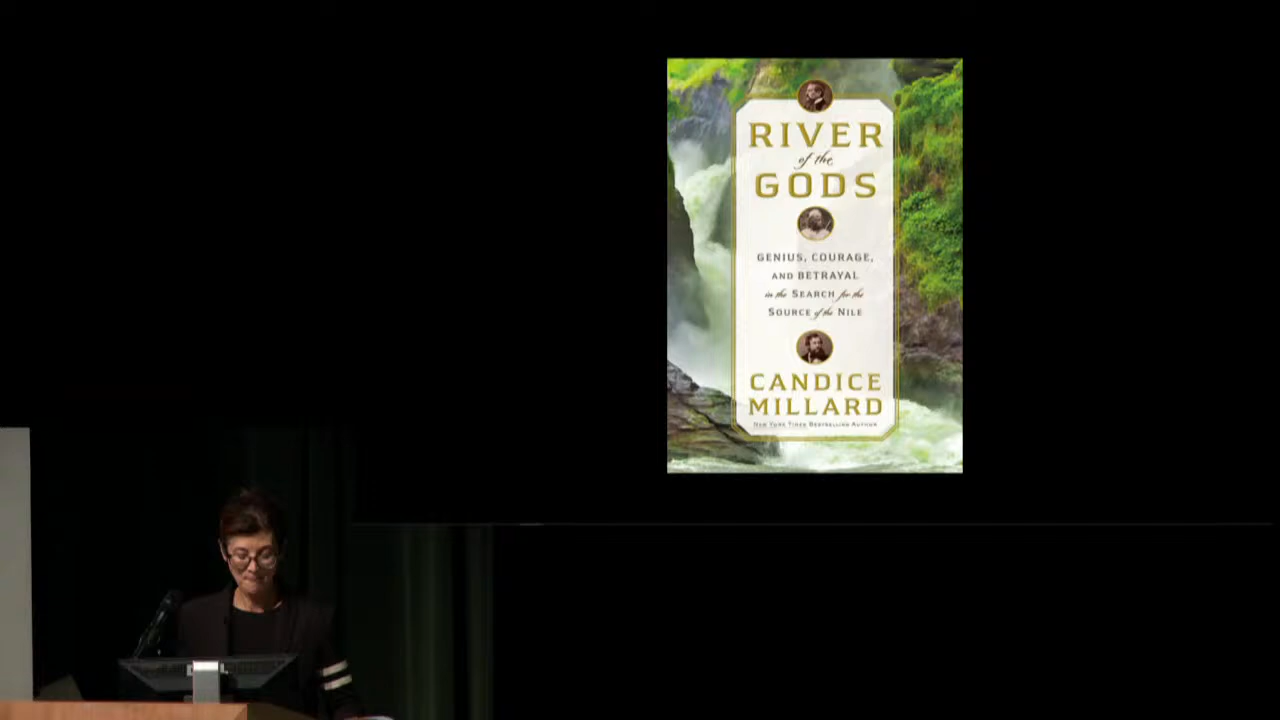 RIVER
of the
GODS
GENIUS, COURAGE,
AND BETRAYAL
in the SEARCH for the
SOURCE of the NILE
CANDICE
MILLARD
NEW YORK TIMES BESTSELLING AUTHOR